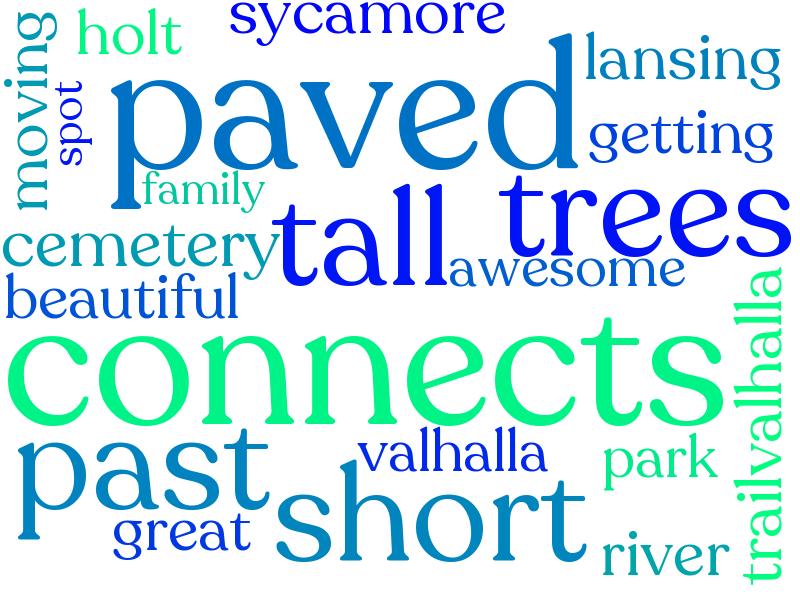 sycamore
holt
moving
spot
paved
lansing
getting
family
trees
tall
cemetery
awesome
beautiful
connects
trailvalhalla
past
valhalla
park
short
great
river